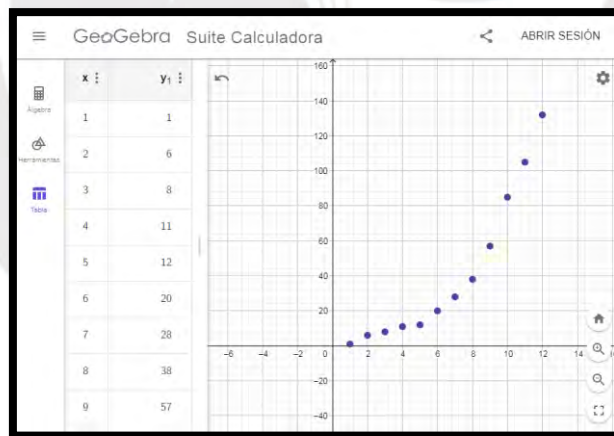 GeoGebra Suite Calculadora
ABRIR SESIÓN
Álgebra
Herramientas
Tabla
x y₁
1 1
2 6
3 8
4 11
5 12
6 20
7 28
8 38
9 57
160
140
120
100
80
60
40
20
−6 −4 −2 0 2 4 6 8 10 12 14
−20
−40